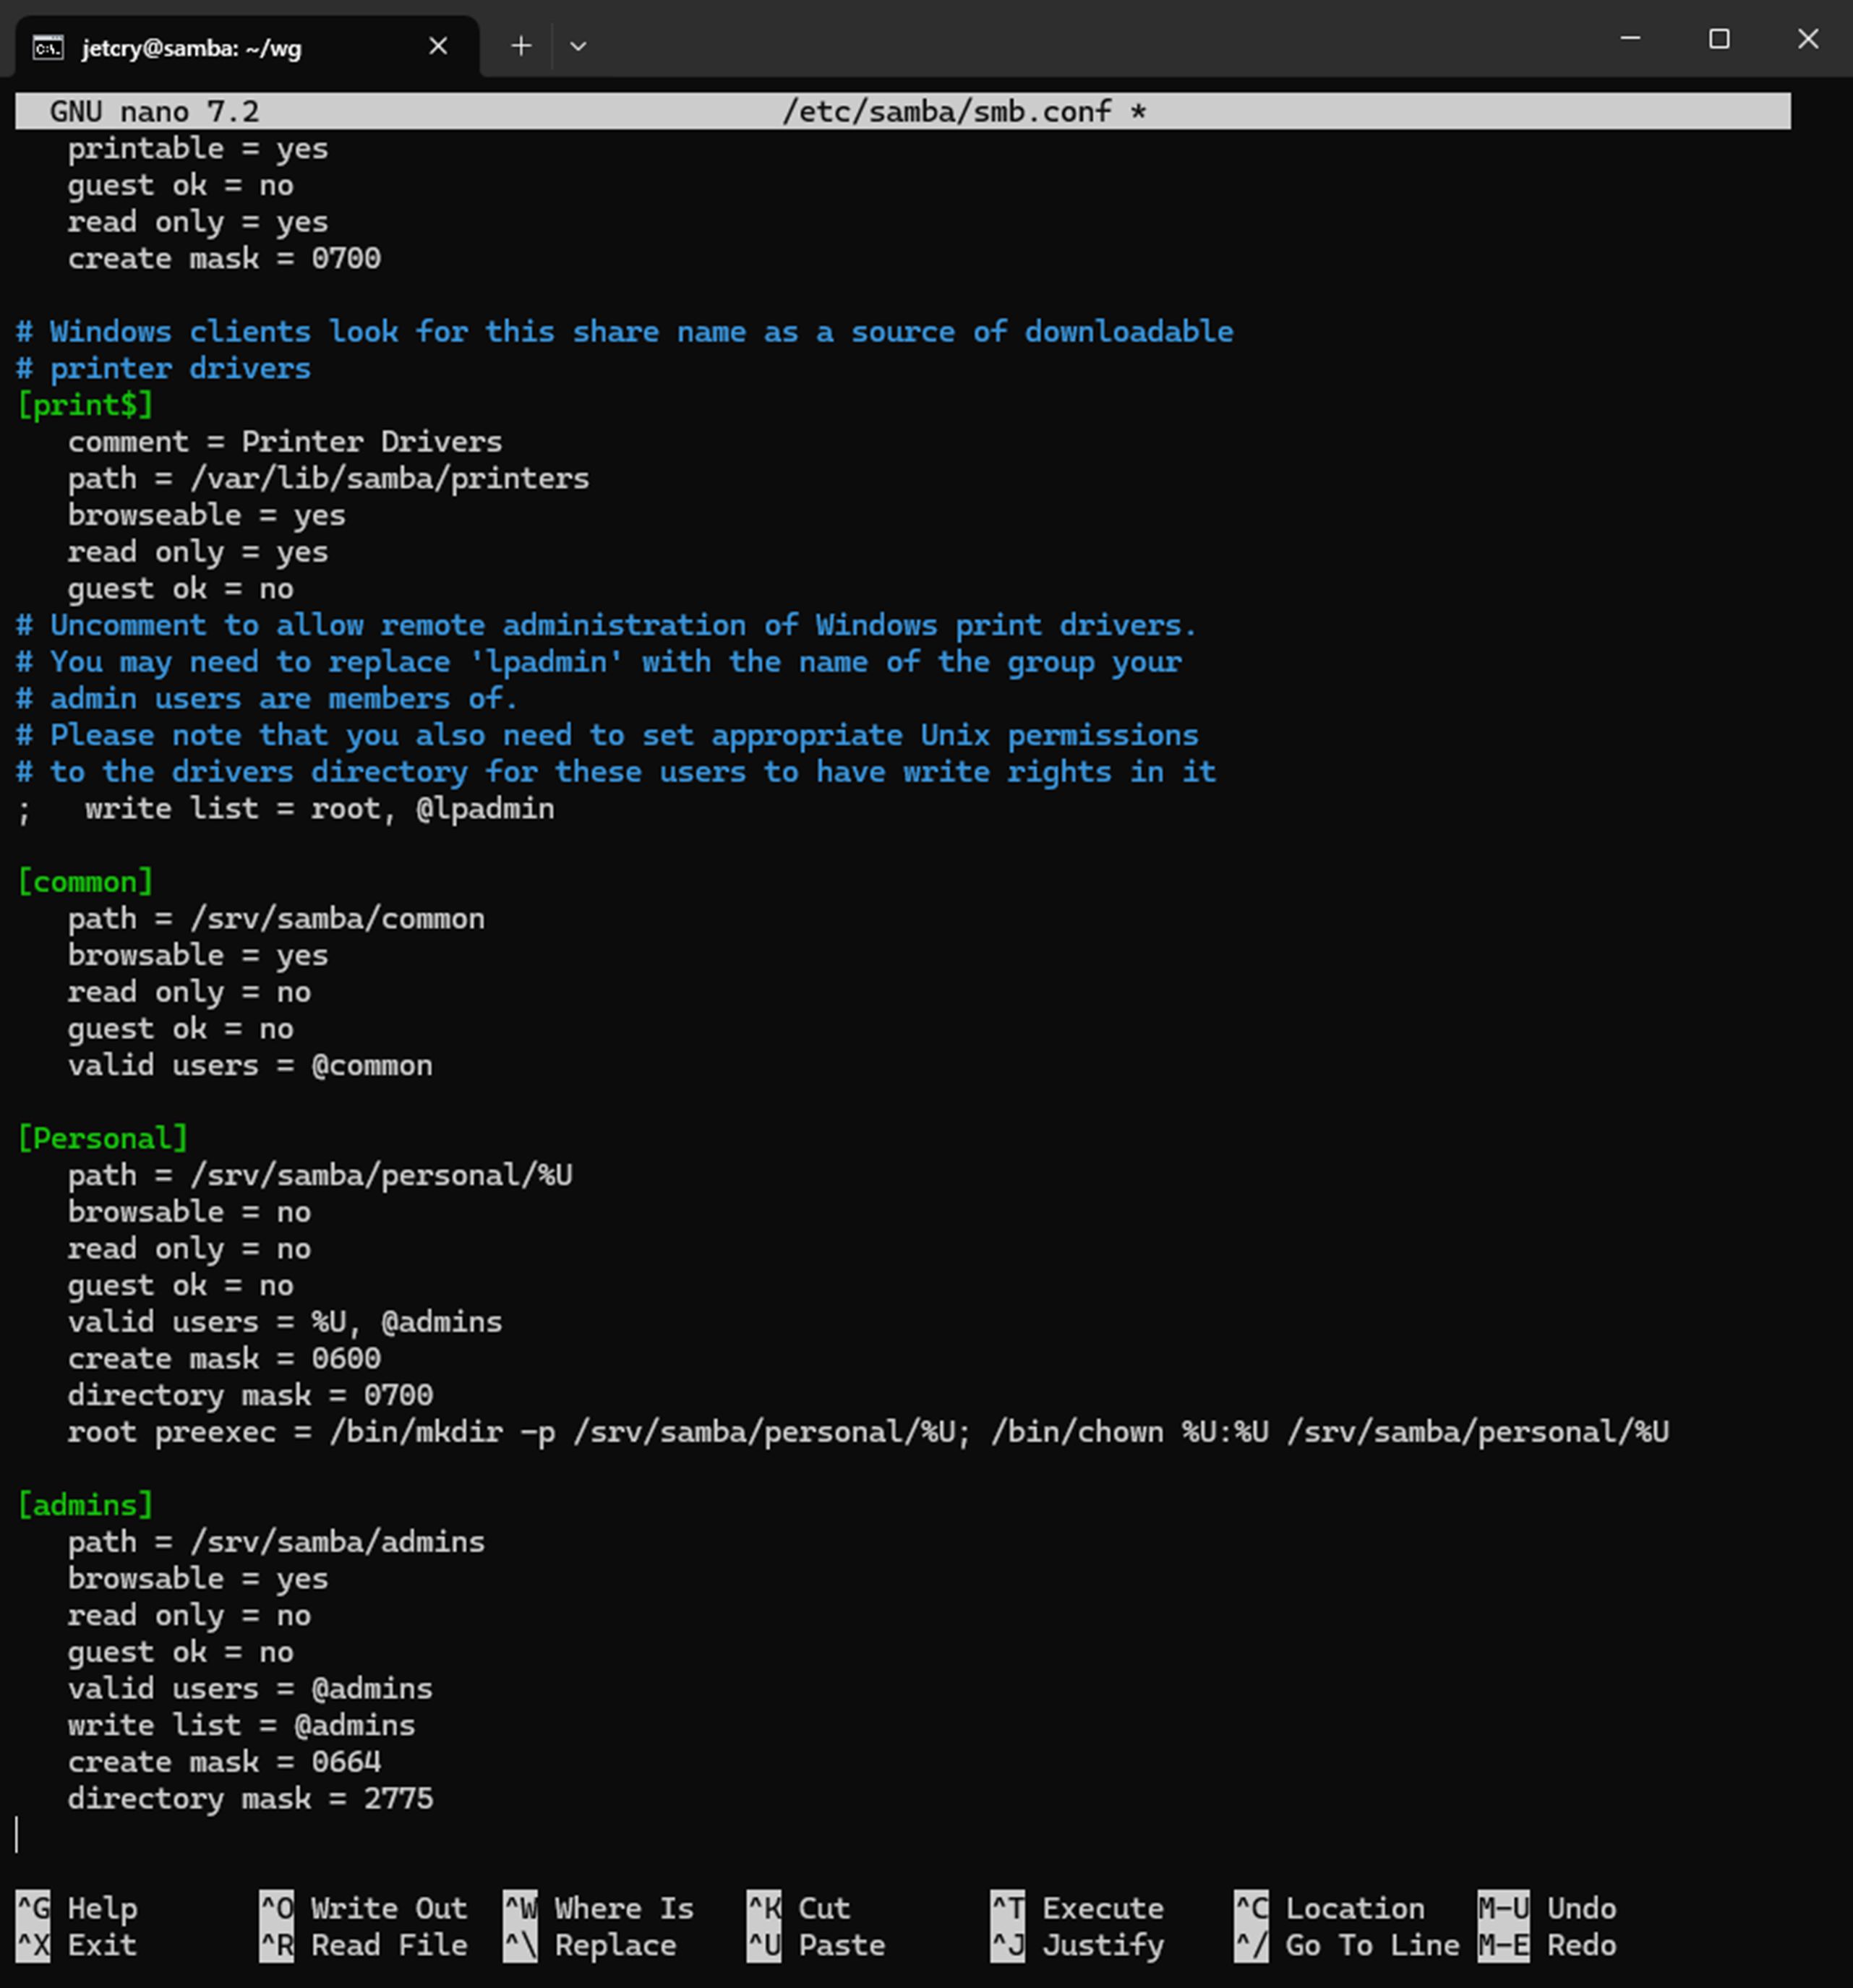 jetcry@samba: ~/wg
GNU nano 7.2 /etc/samba/smb.conf *
printable = yes
guest ok = no
read only = yes
create mask = 0700
# Windows clients look for this share name as a source of downloadable
# printer drivers
[print$]
comment = Printer Drivers
path = /var/lib/samba/printers
browseable = yes
read only = yes
guest ok = no
# Uncomment to allow remote administration of Windows print drivers.
# You may need to replace 'lpadmin' with the name of the group your
# admin users are members of.
# Please note that you also need to set appropriate Unix permissions
# to the drivers directory for these users to have write rights in it
;   write list = root, @lpadmin
[common]
path = /srv/samba/common
browsable = yes
read only = no
guest ok = no
valid users = @common
[Personal]
path = /srv/samba/personal/%U
browsable = no
read only = no
guest ok = no
valid users = %U, @admins
create mask = 0600
directory mask = 0700
root preexec = /bin/mkdir -p /srv/samba/personal/%U; /bin/chown %U:%U /srv/samba/personal/%U
[admins]
path = /srv/samba/admins
browsable = yes
read only = no
guest ok = no
valid users = @admins
write list = @admins
create mask = 0664
directory mask = 2775
^G Help ^O Write Out ^W Where Is ^K Cut ^T Execute ^C Location M-U Undo
^X Exit ^R Read File ^\ Replace ^U Paste ^J Justify ^/ Go To Line M-E Redo